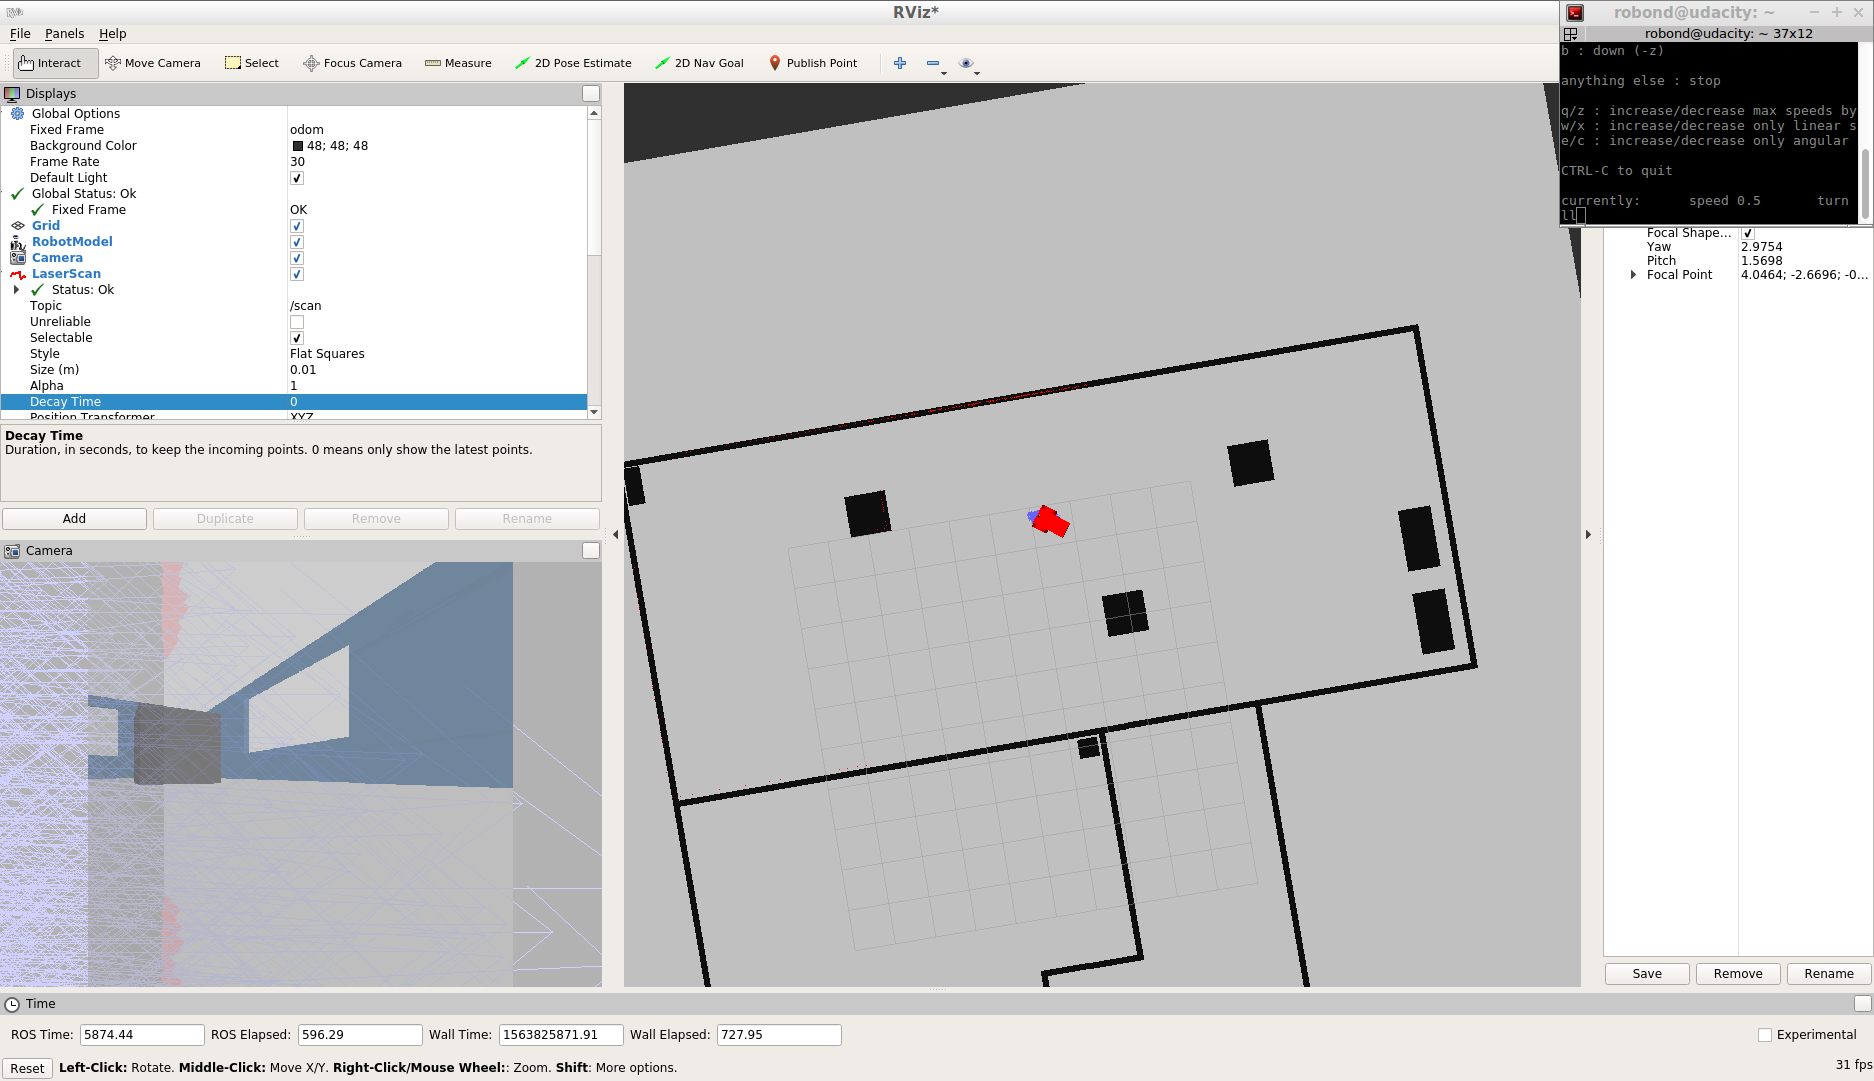 RViz*
robond@udacity: ~
File Panels Help
robond@udacity: ~ 37x12
Interact Move Camera Select Focus Camera Measure 2D Pose Estimate 2D Nav Goal Publish Point
b : down (-z)
anything else : stop
q/z : increase/decrease max speeds by
w/x : increase/decrease only linear s
e/c : increase/decrease only angular
CTRL-C to quit
currently: speed 0.5 turn
ll
Displays
Global Options
Fixed Frame odom
Background Color 48; 48; 48
Frame Rate 30
Default Light
Global Status: Ok
Fixed Frame OK
Grid
RobotModel
Camera
LaserScan
Status: Ok
Topic /scan
Unreliable
Selectable
Style Flat Squares
Size (m) 0.01
Alpha 1
Decay Time 0
Position Transformer XYZ
Decay Time
Duration, in seconds, to keep the incoming points. 0 means only show the latest points.
Add Duplicate Remove Rename
Camera
Focal Shape...
Yaw 2.9754
Pitch 1.5698
Focal Point 4.0464; -2.6696; -0...
Save Remove Rename
Time
ROS Time: 5874.44 ROS Elapsed: 596.29 Wall Time: 1563825871.91 Wall Elapsed: 727.95 Experimental
Reset Left-Click: Rotate. Middle-Click: Move X/Y. Right-Click/Mouse Wheel:: Zoom. Shift: More options. 31 fps